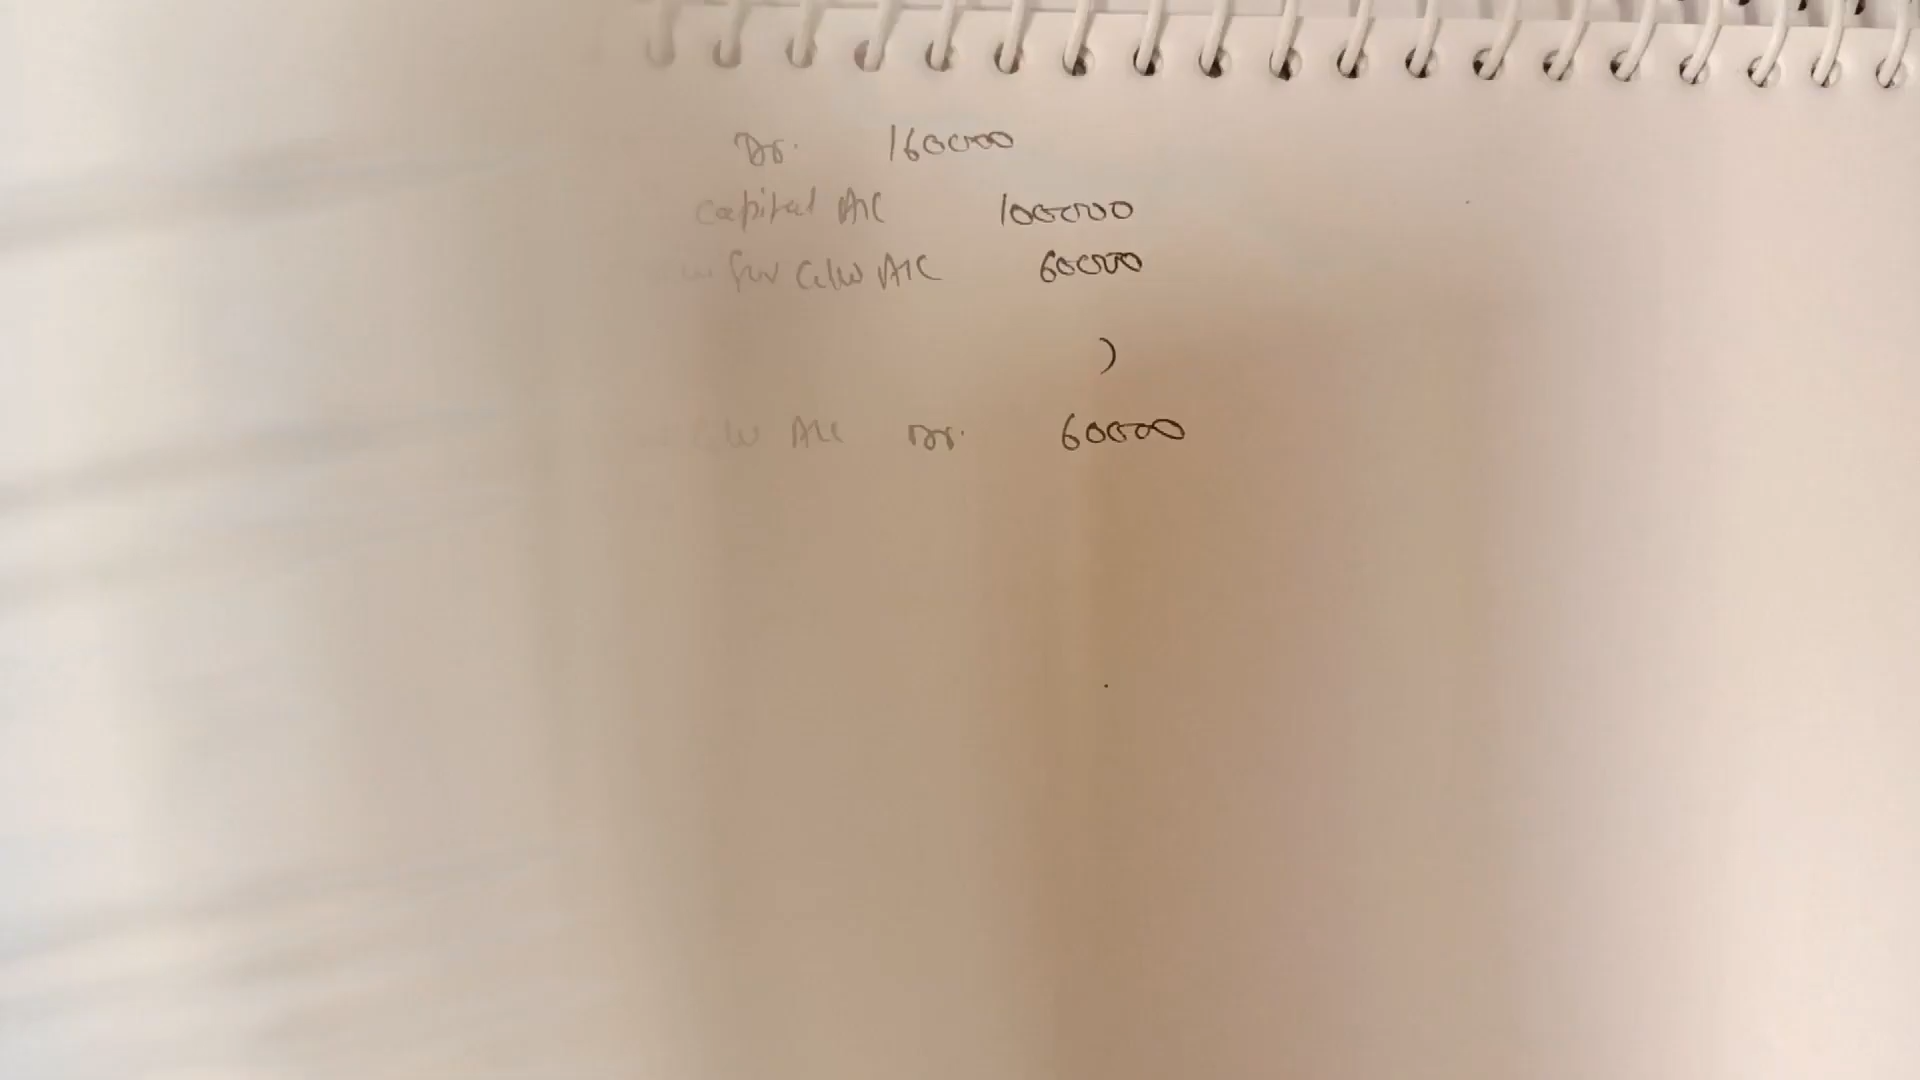 Dr. 160000
capital A/C 100000
for G/w A/C 60000
)
G/w A/C Dr. 60000